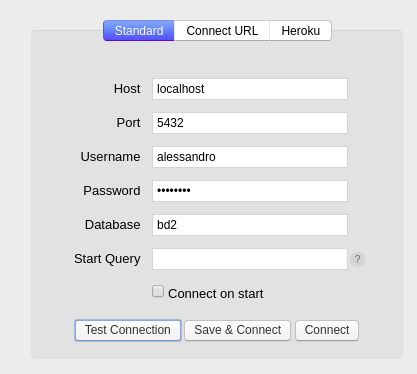 Standard Connect URL Heroku
Host localhost
Port 5432
Username alessandro
Password ••••••••
Database bd2
Start Query ?
Connect on start
Test Connection Save & Connect Connect